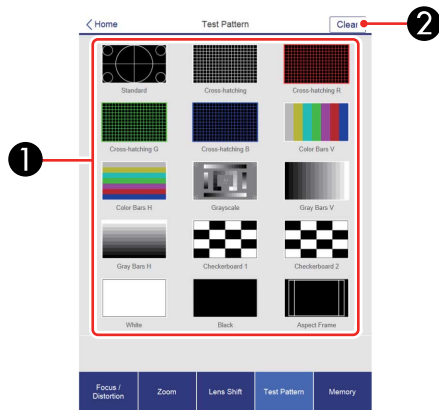 Home
Test Pattern
Clear
2
Standard
Cross-hatching
Cross-hatching R
Cross-hatching G
Cross-hatching B
Color Bars V
1
Color Bars H
Grayscale
Gray Bars V
Gray Bars H
Checkerboard 1
Checkerboard 2
White
Black
Aspect Frame
Focus /
Distortion
Zoom
Lens Shift
Test Pattern
Memory